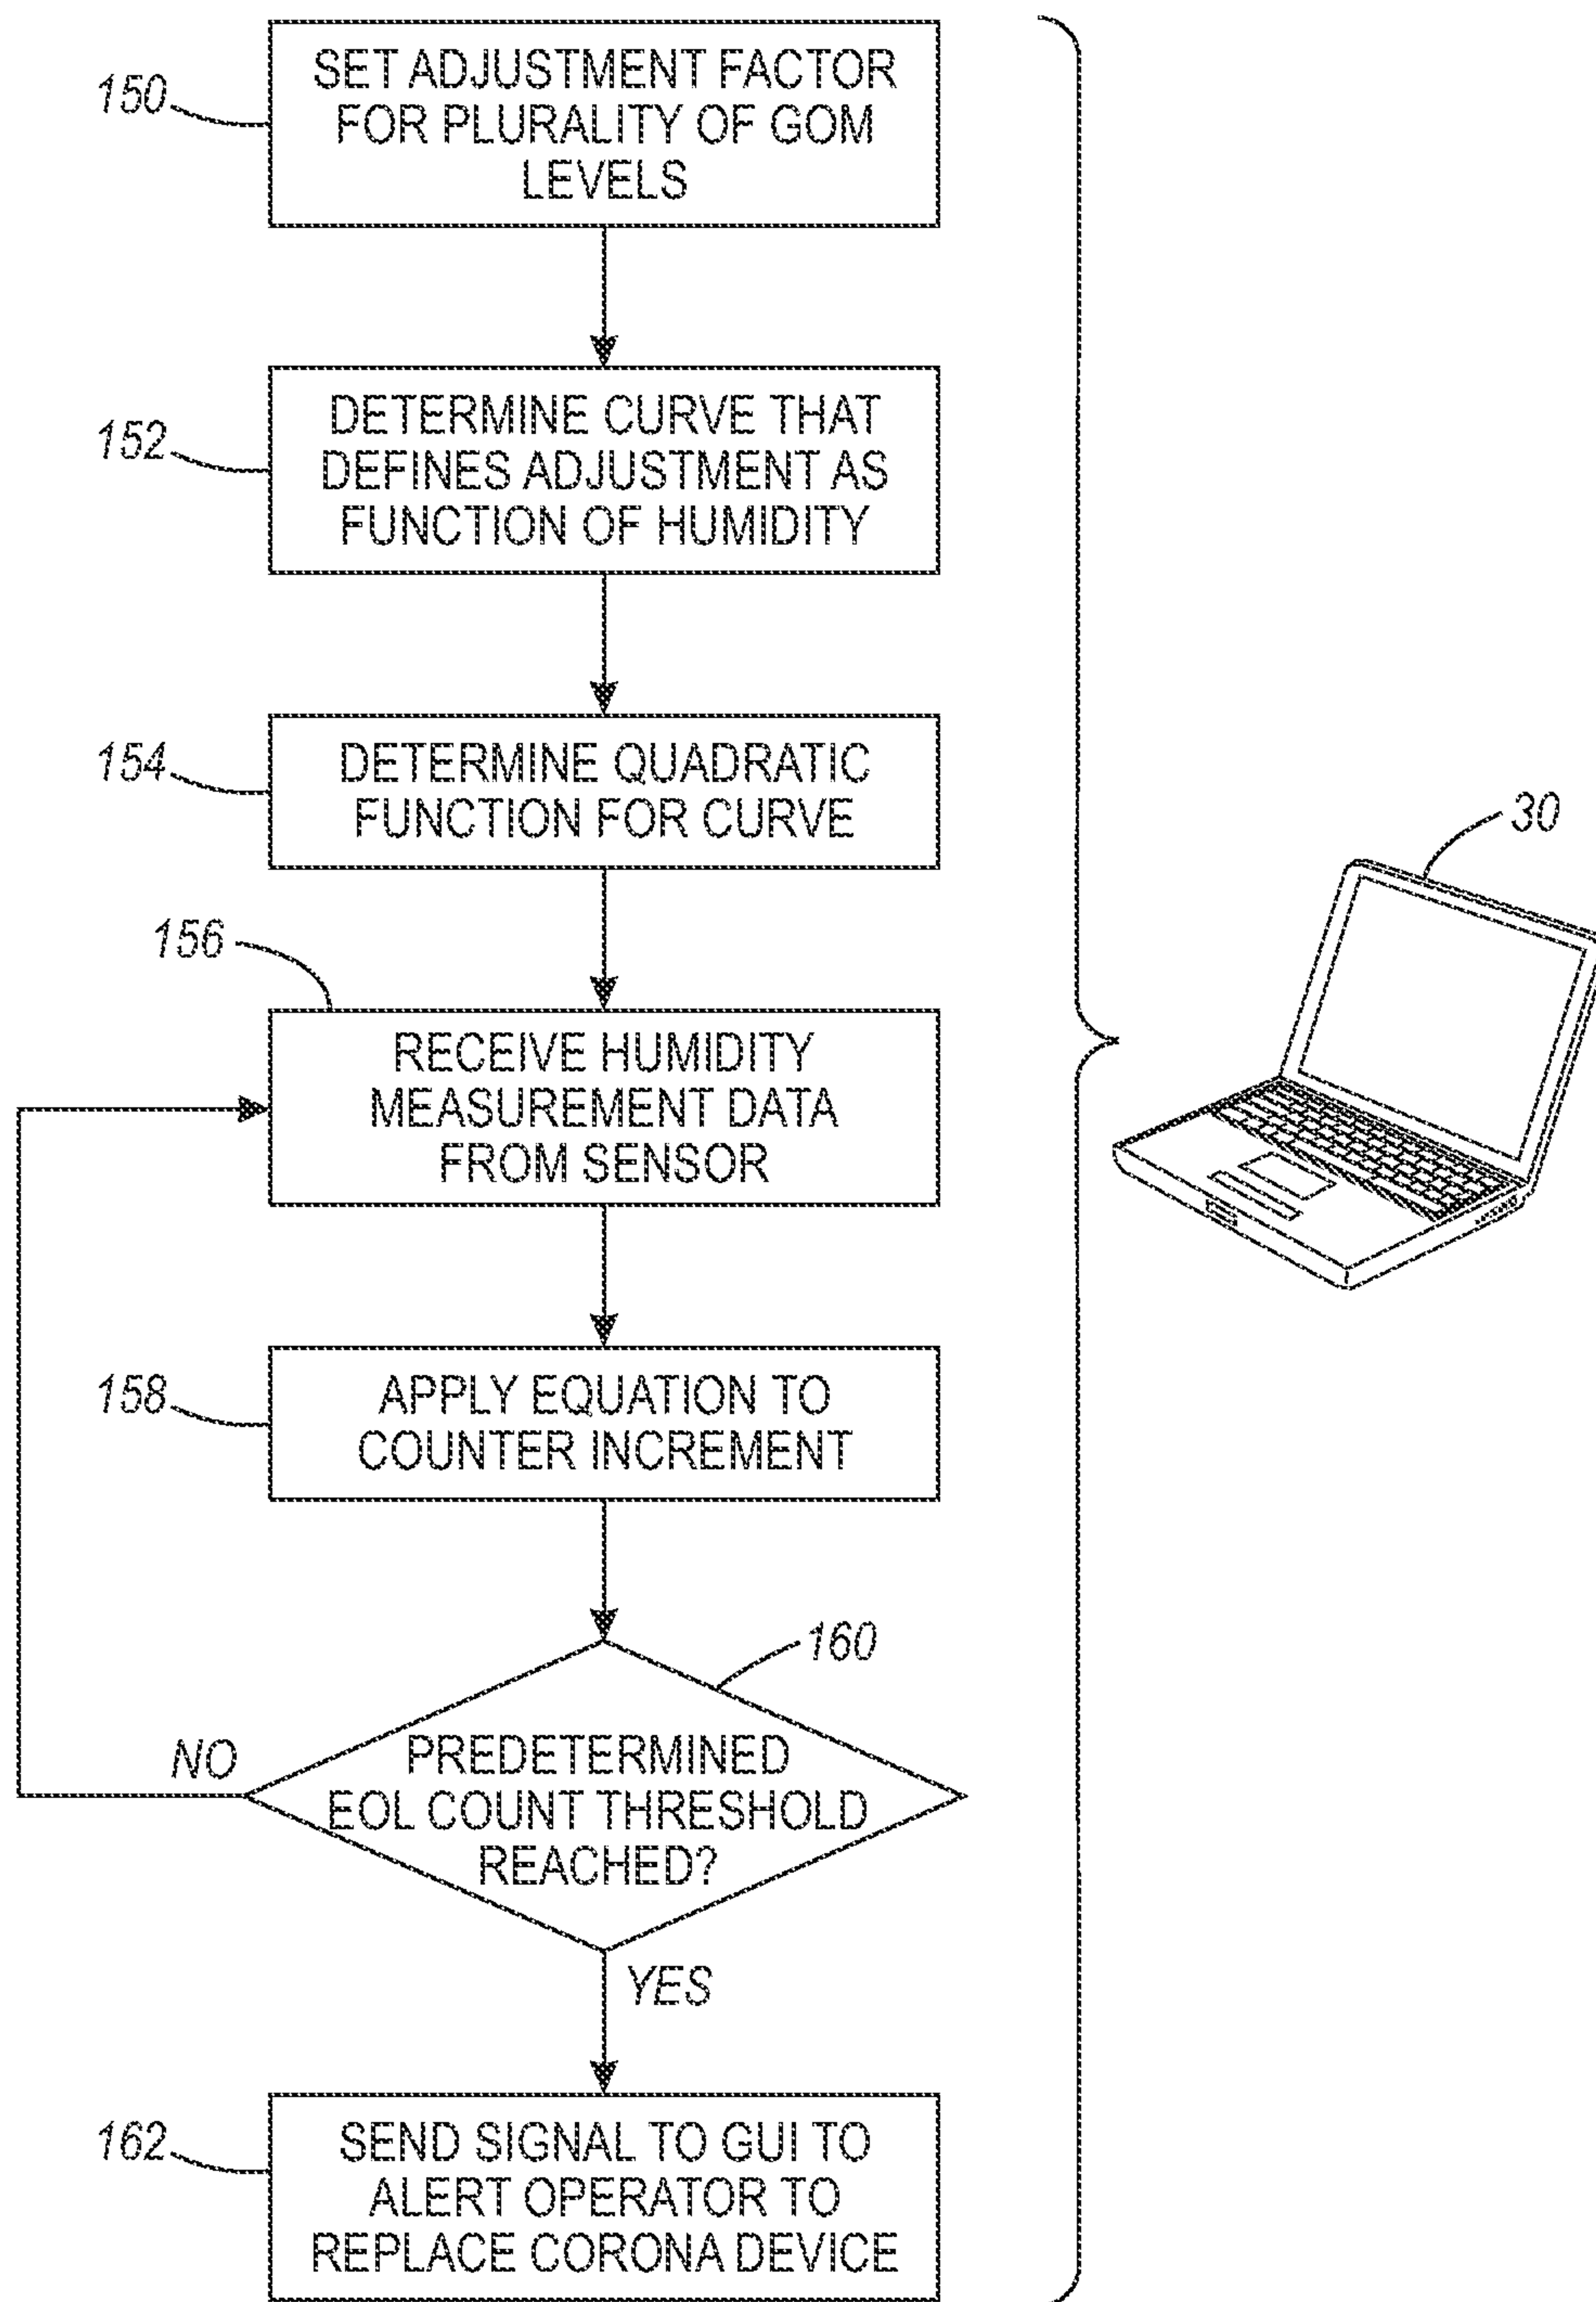 150
SET ADJUSTMENT FACTOR
FOR PLURALITY OF GOM
LEVELS
152
DETERMINE CURVE THAT
DEFINES ADJUSTMENT AS
FUNCTION OF HUMIDITY
154
DETERMINE QUADRATIC
FUNCTION FOR CURVE
30
156
RECEIVE HUMIDITY
MEASUREMENT DATA
FROM SENSOR
158
APPLY EQUATION TO
COUNTER INCREMENT
160
NO
PREDETERMINED
EOL COUNT THRESHOLD
REACHED?
YES
162
SEND SIGNAL TO GUI TO
ALERT OPERATOR TO
REPLACE CORONA DEVICE